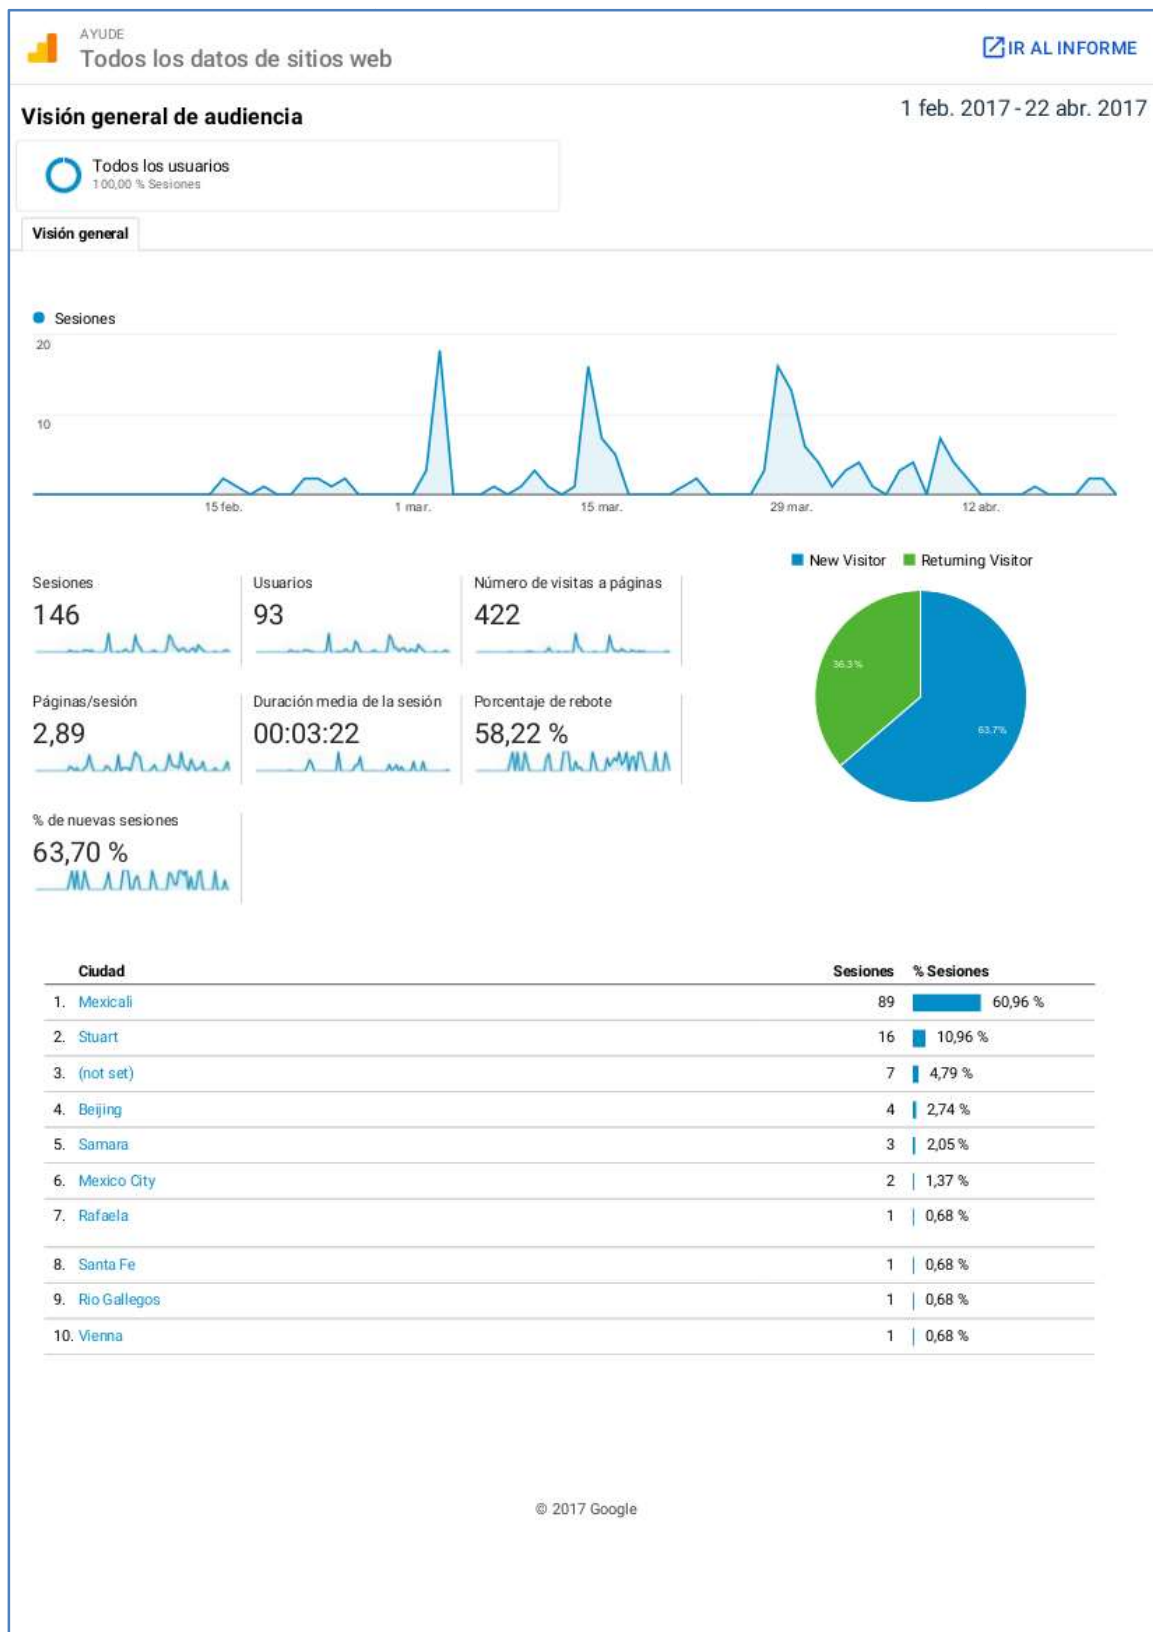 AYUDE
Todos los datos de sitios web
IR AL INFORME
Visión general de audiencia
1 feb. 2017 - 22 abr. 2017
Todos los usuarios
100,00 % Sesiones
Visión general
Sesiones
20
10
15 feb.
1 mar.
15 mar.
29 mar.
12 abr.
New Visitor
Returning Visitor
Sesiones
146
Usuarios
93
Número de visitas a páginas
422
36.3%
63.7%
Páginas/sesión
2,89
Duración media de la sesión
00:03:22
Porcentaje de rebote
58,22 %
% de nuevas sesiones
63,70 %
Ciudad Sesiones % Sesiones
1. Mexicali 89 60,96 %
2. Stuart 16 10,96 %
3. (not set) 7 4,79 %
4. Beijing 4 2,74 %
5. Samara 3 2,05 %
6. Mexico City 2 1,37 %
7. Rafaela 1 0,68 %
8. Santa Fe 1 0,68 %
9. Rio Gallegos 1 0,68 %
10. Vienna 1 0,68 %
© 2017 Google